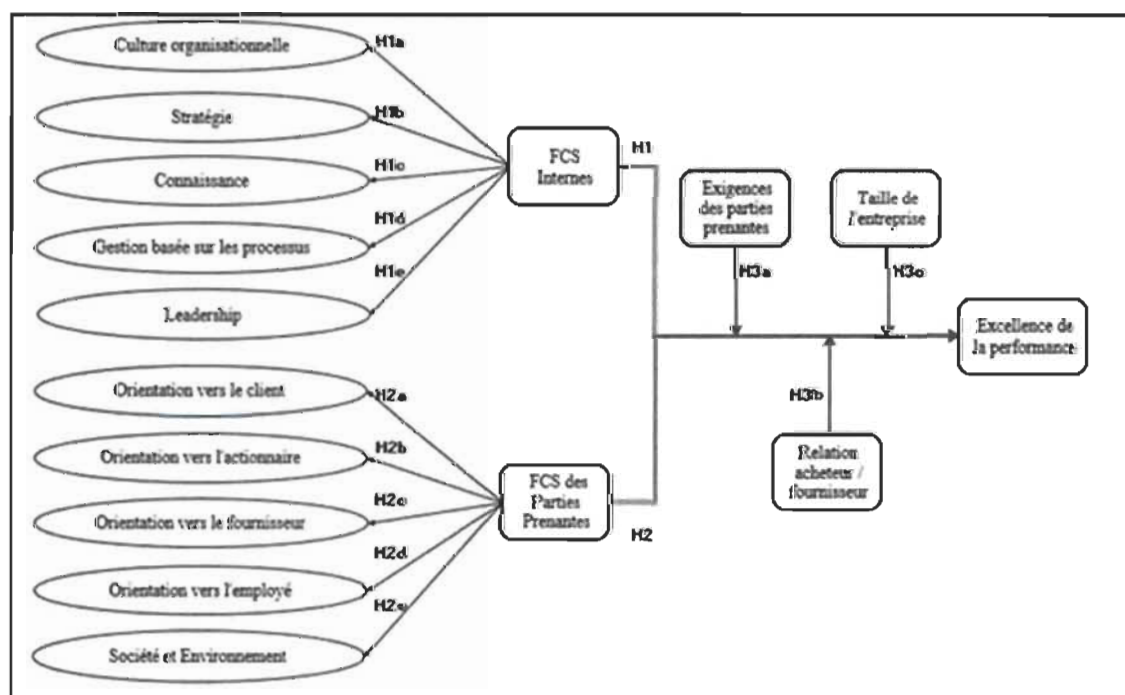 Culture organisationnelle
H1a
Stratégie
H1b
Connaissance
H1c
Gestion basée sur les processus
H1d
Leadership
H1e
FCS
Internes
H1
Exigences
des parties
prenantes
H3a
Taille de
l'entreprise
H3c
Excellence de
la performance
H3b
Relation
acheteur /
fournisseur
Orientation vers le client
H2a
Orientation vers l'actionnaire
H2b
Orientation vers le fournisseur
H2c
Orientation vers l'employé
H2d
Société et Environnement
H2e
FCS des
Parties
Prenantes
H2